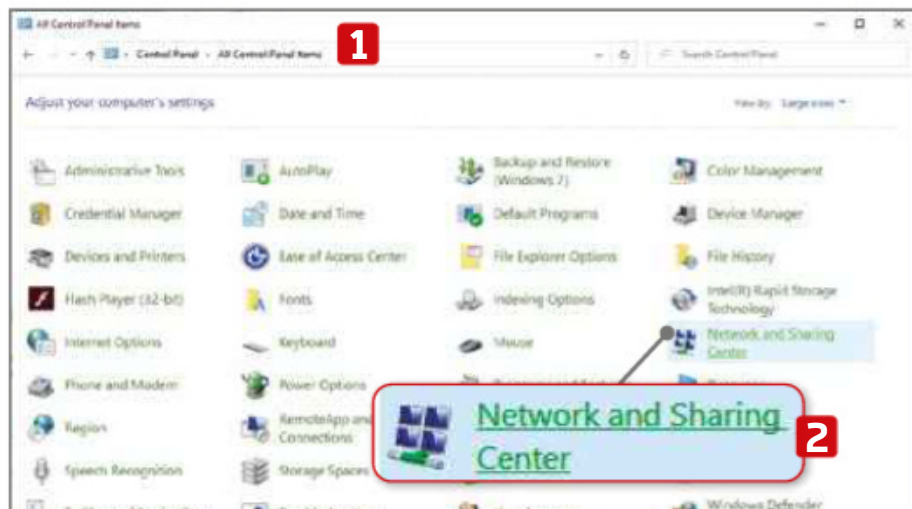 All Control Panel Items
Control Panel › All Control Panel Items
1
Search Control Panel
Adjust your computer's settings
View by: Large icons
Administrative Tools
AutoPlay
Backup and Restore
(Windows 7)
Color Management
Credential Manager
Date and Time
Default Programs
Device Manager
Devices and Printers
Ease of Access Center
File Explorer Options
File History
Flash Player (32-bit)
Fonts
Indexing Options
Intel(R) Rapid Storage
Technology
Internet Options
Keyboard
Mouse
Network and Sharing
Center
Phone and Modem
Power Options
Region
RemoteApp and
Connections
Network and Sharing
Center
2
Speech Recognition
Storage Spaces
Windows Defender